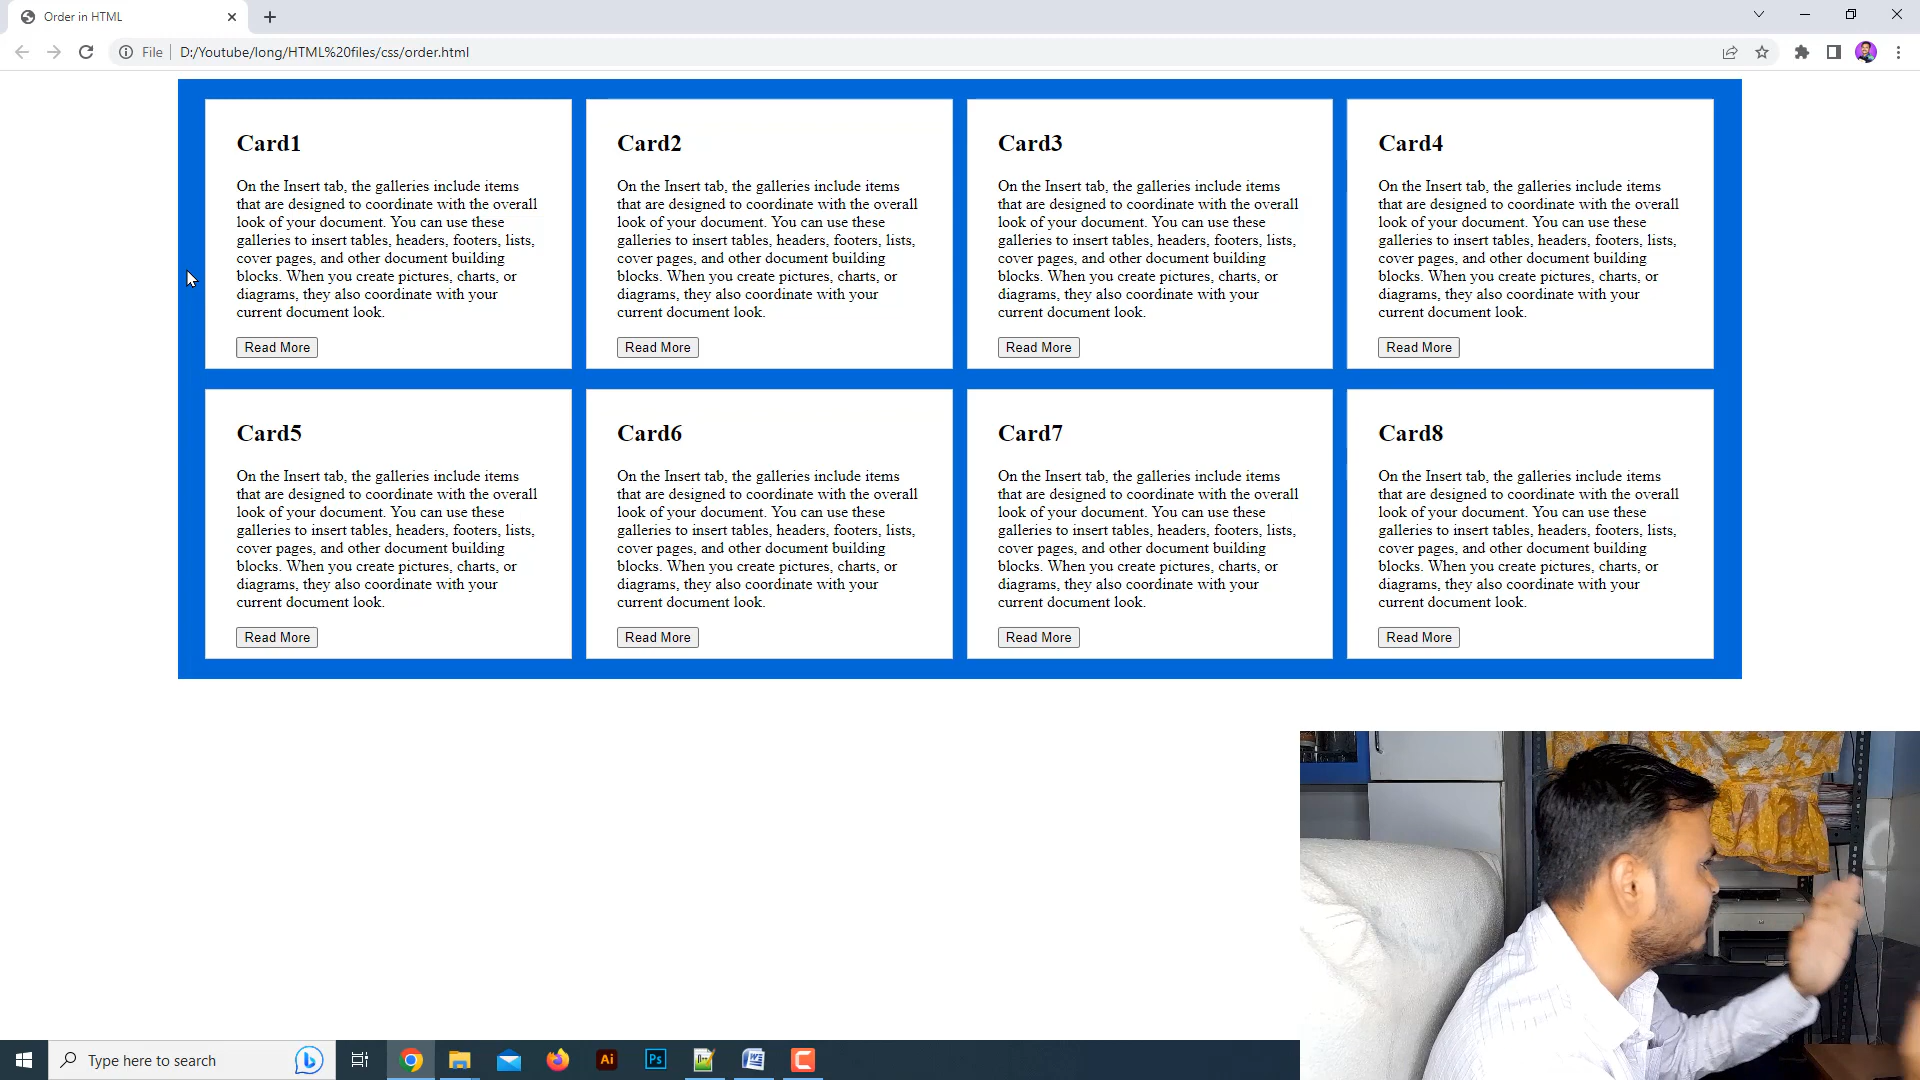 Order in HTML
File D:/Youtube/long/HTML%20files/css/order.html
Card1
On the Insert tab, the galleries include items
that are designed to coordinate with the overall
look of your document. You can use these
galleries to insert tables, headers, footers, lists,
cover pages, and other document building
blocks. When you create pictures, charts, or
diagrams, they also coordinate with your
current document look.
Read More
Card2
On the Insert tab, the galleries include items
that are designed to coordinate with the overall
look of your document. You can use these
galleries to insert tables, headers, footers, lists,
cover pages, and other document building
blocks. When you create pictures, charts, or
diagrams, they also coordinate with your
current document look.
Read More
Card3
On the Insert tab, the galleries include items
that are designed to coordinate with the overall
look of your document. You can use these
galleries to insert tables, headers, footers, lists,
cover pages, and other document building
blocks. When you create pictures, charts, or
diagrams, they also coordinate with your
current document look.
Read More
Card4
On the Insert tab, the galleries include items
that are designed to coordinate with the overall
look of your document. You can use these
galleries to insert tables, headers, footers, lists,
cover pages, and other document building
blocks. When you create pictures, charts, or
diagrams, they also coordinate with your
current document look.
Read More
Card5
On the Insert tab, the galleries include items
that are designed to coordinate with the overall
look of your document. You can use these
galleries to insert tables, headers, footers, lists,
cover pages, and other document building
blocks. When you create pictures, charts, or
diagrams, they also coordinate with your
current document look.
Read More
Card6
On the Insert tab, the galleries include items
that are designed to coordinate with the overall
look of your document. You can use these
galleries to insert tables, headers, footers, lists,
cover pages, and other document building
blocks. When you create pictures, charts, or
diagrams, they also coordinate with your
current document look.
Read More
Card7
On the Insert tab, the galleries include items
that are designed to coordinate with the overall
look of your document. You can use these
galleries to insert tables, headers, footers, lists,
cover pages, and other document building
blocks. When you create pictures, charts, or
diagrams, they also coordinate with your
current document look.
Read More
Card8
On the Insert tab, the galleries include items
that are designed to coordinate with the overall
look of your document. You can use these
galleries to insert tables, headers, footers, lists,
cover pages, and other document building
blocks. When you create pictures, charts, or
diagrams, they also coordinate with your
current document look.
Read More
Type here to search
Ai
Ps